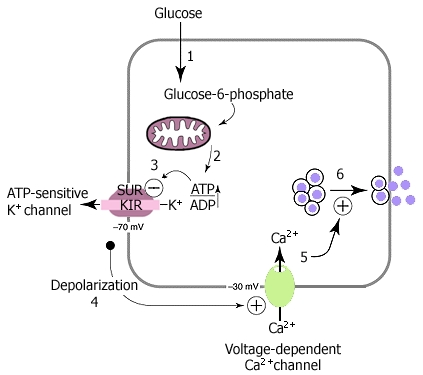 Glucose
1
Glucose-6-phosphate
2
3
ATP
ADP
SUR
KIR
–K⁺
ATP-sensitive
K⁺ channel
–70 mV
Depolarization
4
–30 mV
+
Ca²⁺
Ca²⁺
5
+
6
Voltage-dependent
Ca²⁺channel